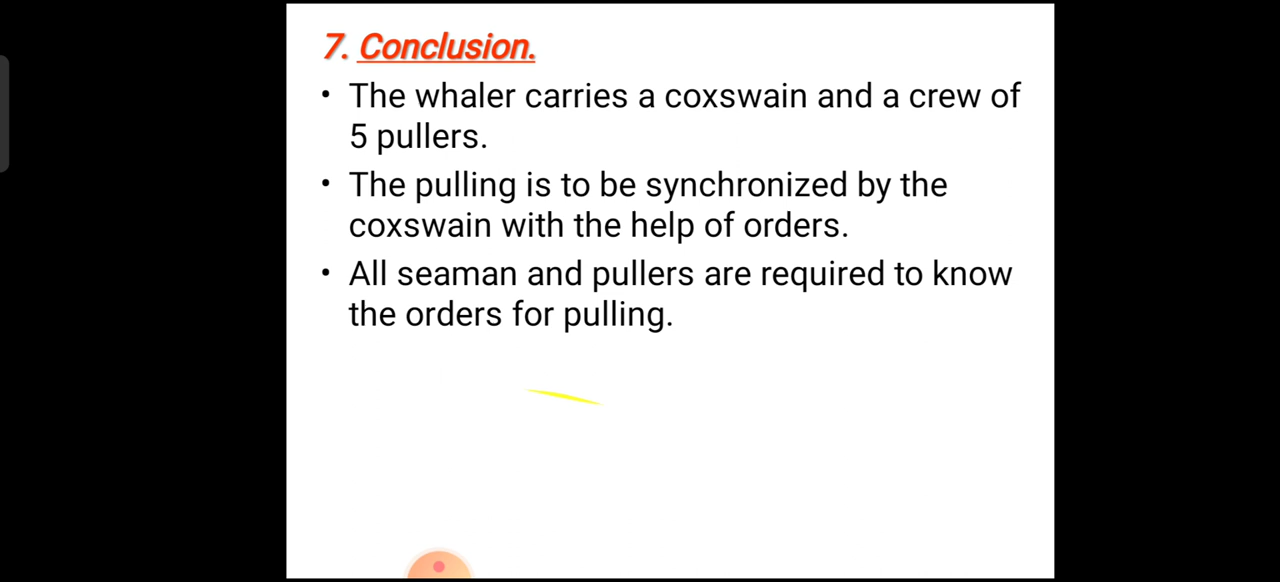 7. Conclusion.
• The whaler carries a coxswain and a crew of
5 pullers.
• The pulling is to be synchronized by the
coxswain with the help of orders.
• All seaman and pullers are required to know
the orders for pulling.